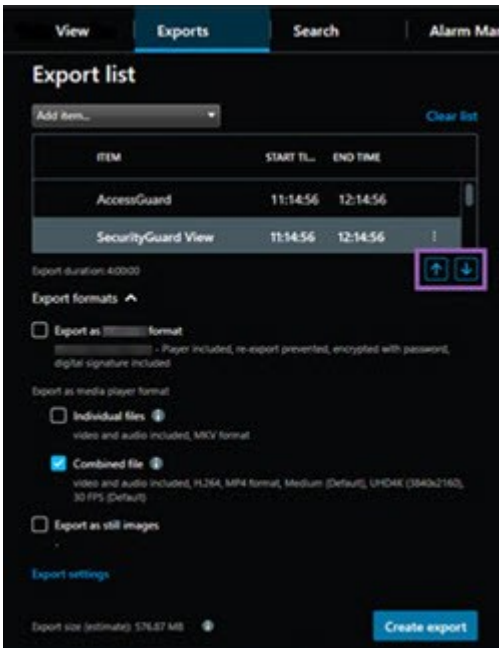 View Exports Search Alarm Mar
Export list
Add item... Clear list
ITEM START TI... END TIME
AccessGuard 11:14:56 12:14:56
SecurityGuard View 11:14:56 12:14:56
Export duration: 4:00:00
Export formats
Export as format
- Player included, re-export prevented, encrypted with password,
digital signature included
Export as media player format
Individual files
video and audio included, MKV format
Combined file
video and audio included, H.264, MP4 format, Medium (Default), UHD4K (3840x2160),
30 FPS (Default)
Export as still images
-
Export settings
Export size (estimate): 576.87 MB
Create export